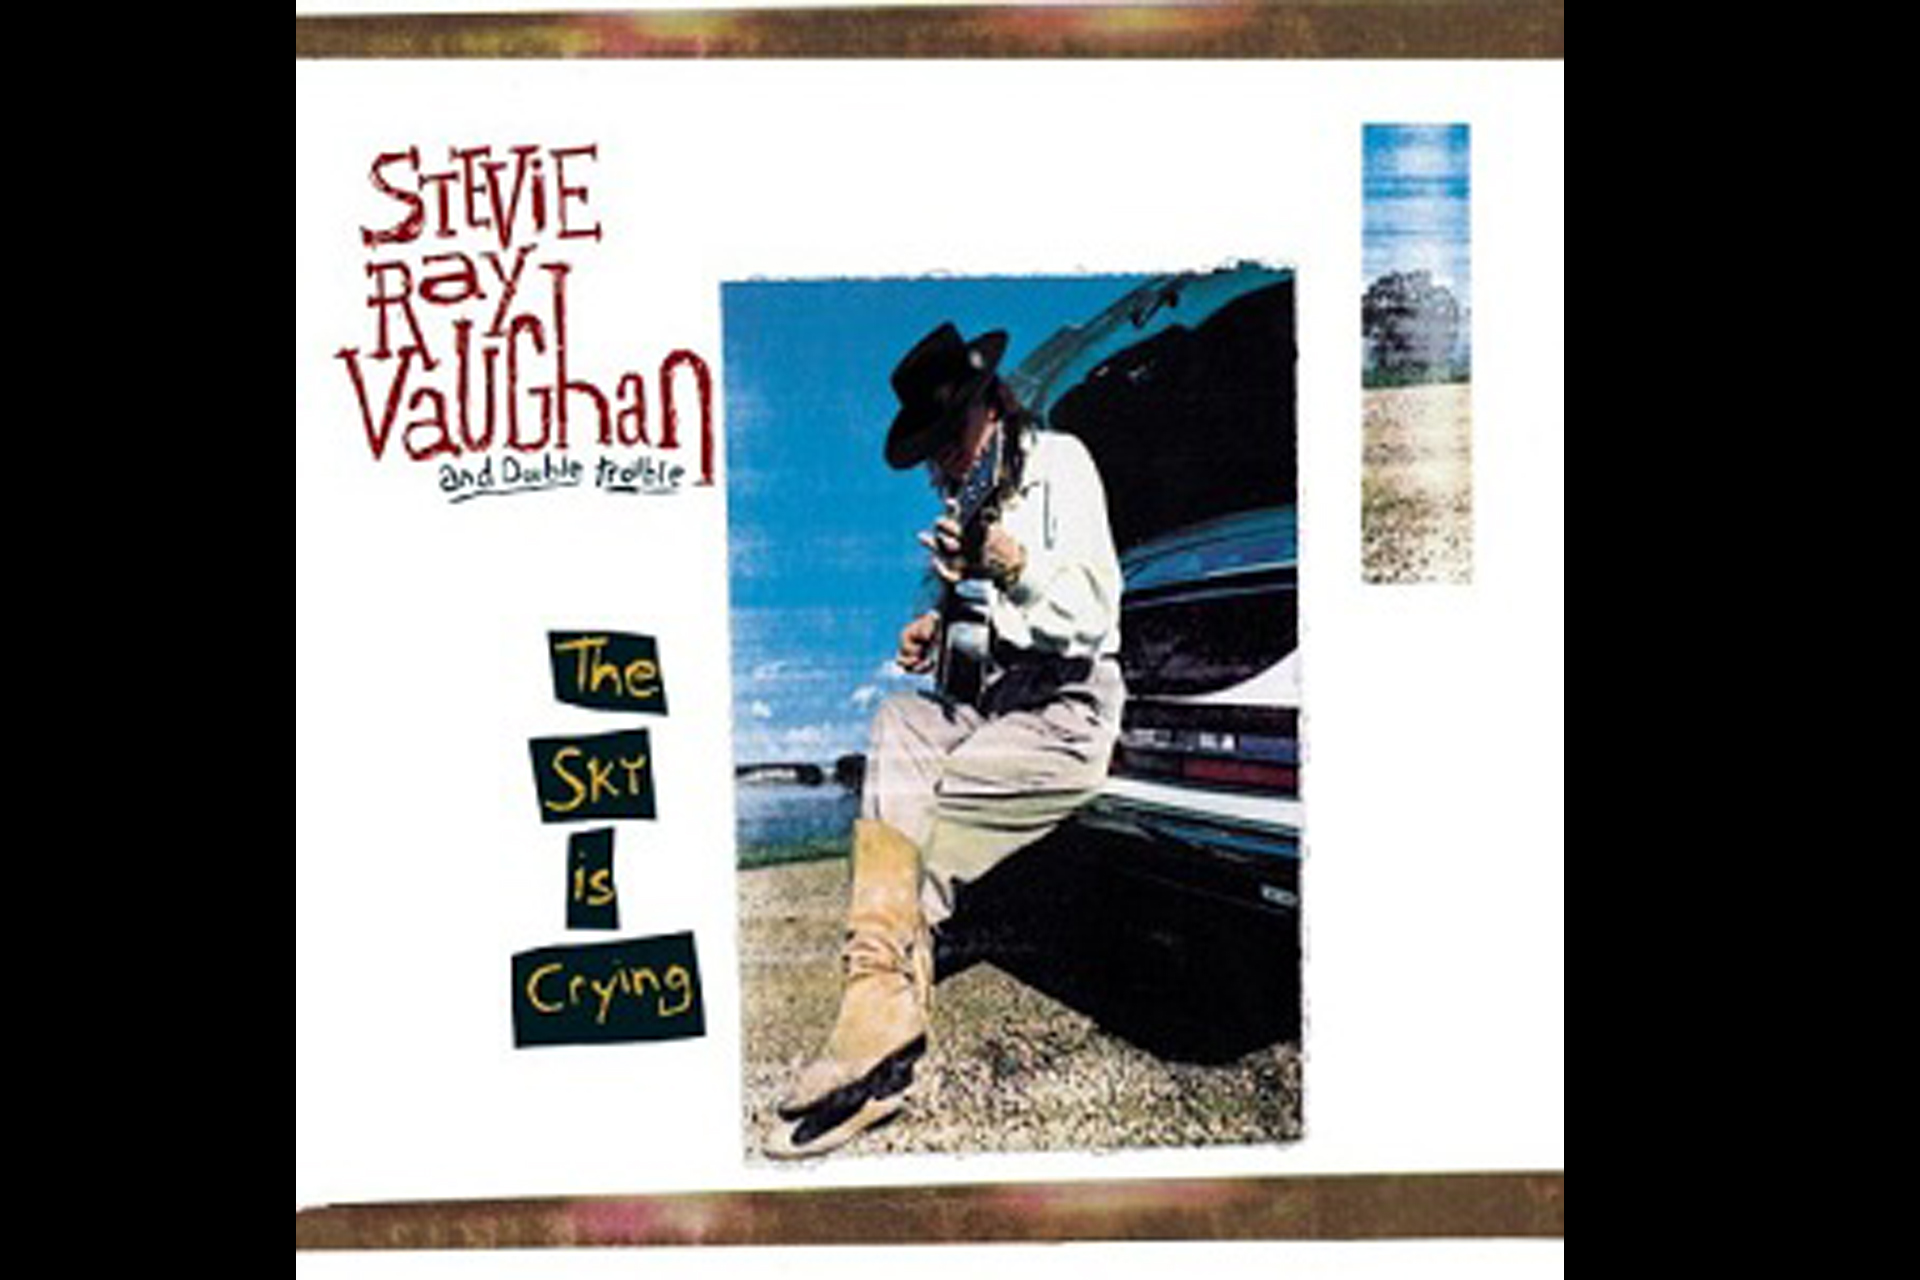 Stevie
Ray
Vaughan
and Double trouble
The
Sky
is
Crying